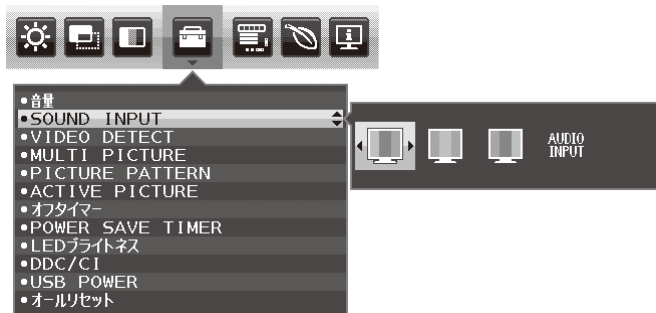 •音量
•SOUND INPUT
•VIDEO DETECT
•MULTI PICTURE
•PICTURE PATTERN
•ACTIVE PICTURE
•オフタイマー
•POWER SAVE TIMER
•LEDブライトネス
•DDC/CI
•USB POWER
•オールリセット
AUDIO
INPUT